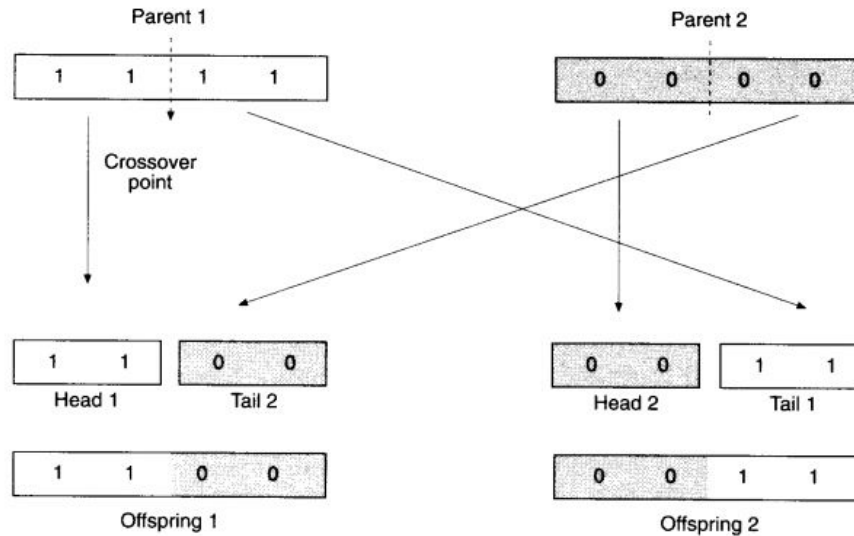 Parent 1
Parent 2
1 1 1 1
0 0 0 0
Crossover
point
1 1
0 0
0 0
1 1
Head 1
Tail 2
Head 2
Tail 1
1 1 0 0
0 0 1 1
Offspring 1
Offspring 2